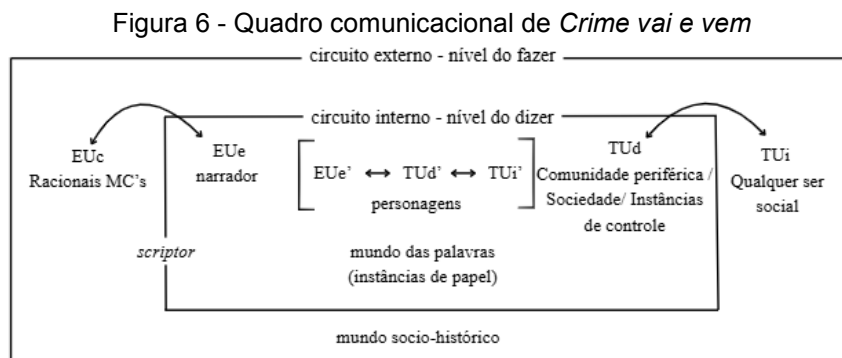 Figura 6 - Quadro comunicacional de Crime vai e vem
circuito externo - nível do fazer
circuito interno - nível do dizer
EUc
Racionais MC's
EUe
narrador
EUe' ↔ TUd' ↔ TUi'
personagens
TUd
Comunidade periférica /
Sociedade/ Instâncias
de controle
TUi
Qualquer ser
social
scriptor
mundo das palavras
(instâncias de papel)
mundo socio-histórico